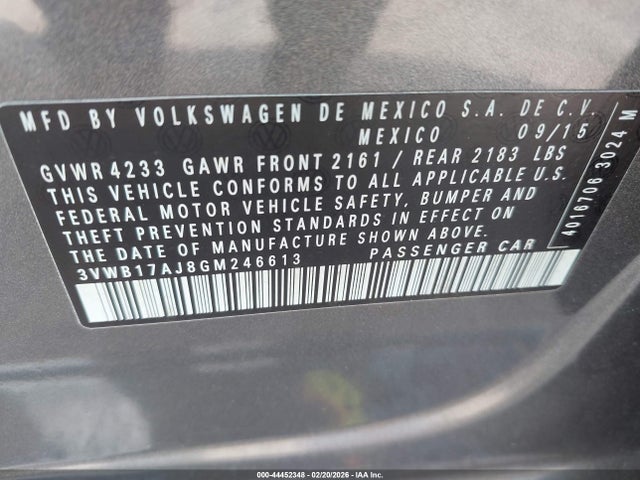 MFD BY VOLKSWAGEN DE MEXICO S.A. DE C.V.
MEXICO 09/15
GVWR 4233 GAWR FRONT 2161 / REAR 2183 LBS
THIS VEHICLE CONFORMS TO ALL APPLICABLE U.S.
FEDERAL MOTOR VEHICLE SAFETY, BUMPER AND
THEFT PREVENTION STANDARDS IN EFFECT ON
THE DATE OF MANUFACTURE SHOWN ABOVE.
3VWB17AJ8GM246613 PASSENGER CAR
4016706 3024 M
000-44452348 - 02/20/2026 - IAA Inc.